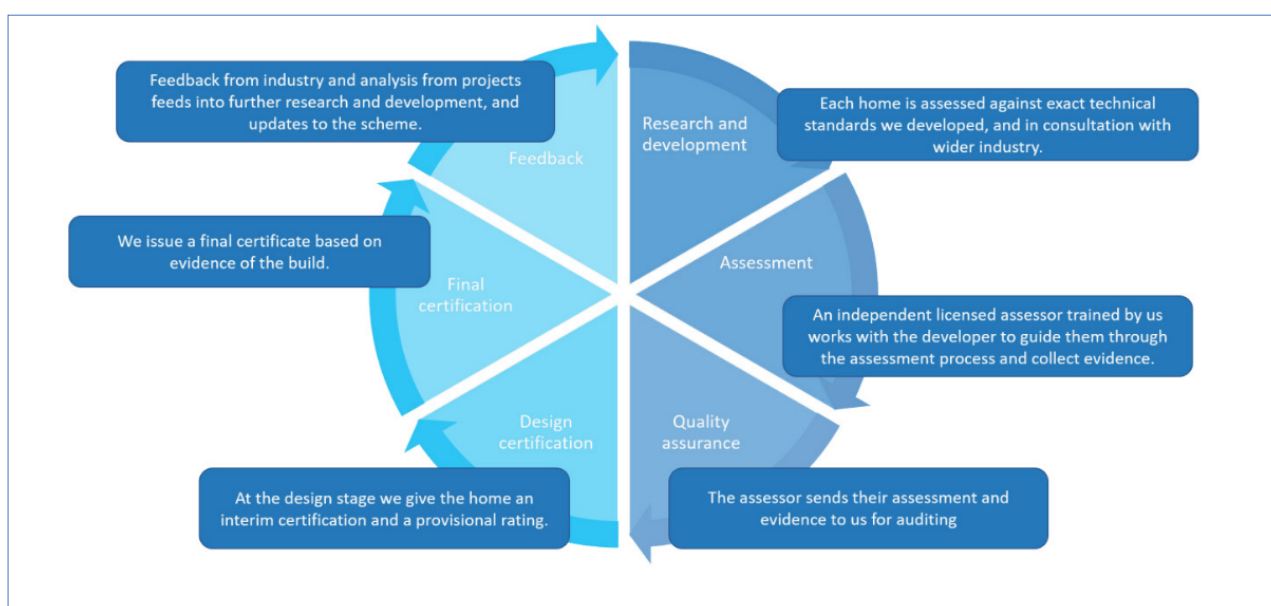 Research and
development
Each home is assessed against exact technical
standards we developed, and in consultation with
wider industry.
Assessment
An independent licensed assessor trained by us
works with the developer to guide them through
the assessment process and collect evidence.
Quality
assurance
The assessor sends their assessment and
evidence to us for auditing
Design
certification
At the design stage we give the home an
interim certification and a provisional rating.
Final
certification
We issue a final certificate based on
evidence of the build.
Feedback
Feedback from industry and analysis from projects
feeds into further research and development, and
updates to the scheme.